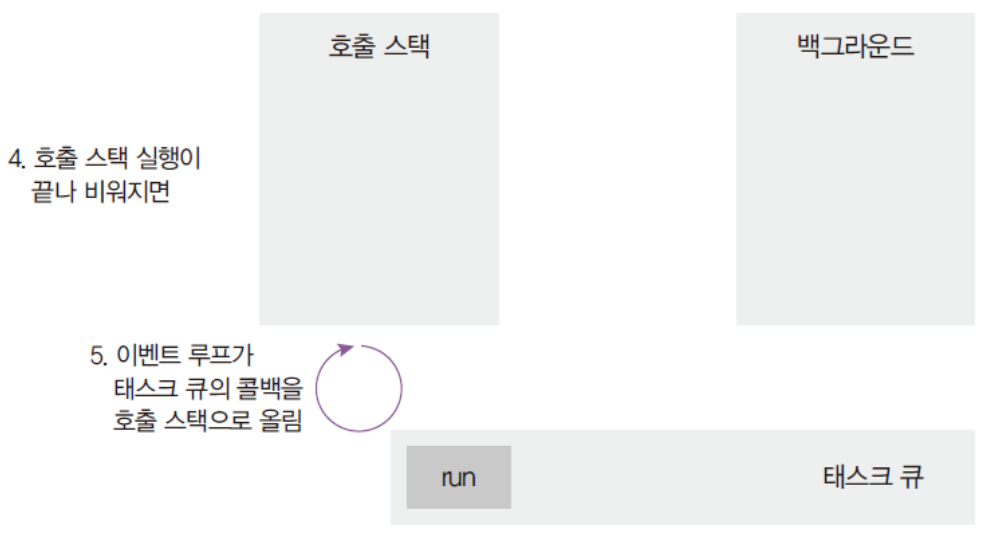 호출 스택
백그라운드
4. 호출 스택 실행이
끝나 비워지면
5. 이벤트 루프가
태스크 큐의 콜백을
호출 스택으로 올림
run
태스크 큐